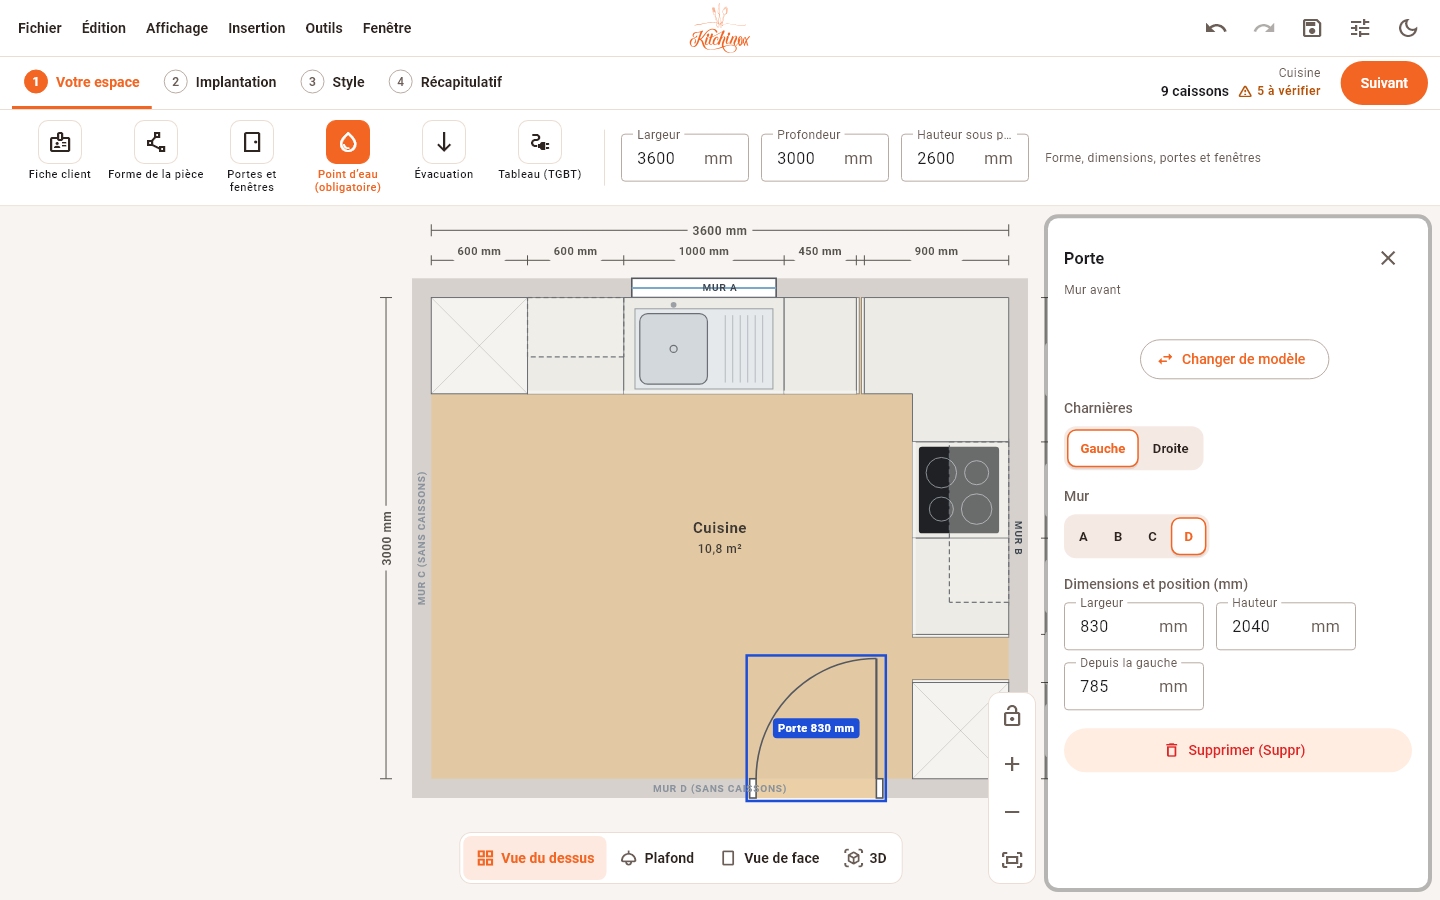 Fichier Édition Affichage Insertion Outils Fenêtre
Kitchinox
1 Votre espace 2 Implantation 3 Style 4 Récapitulatif
Cuisine
9 caissons 5 à vérifier
Suivant
Fiche client
Forme de la pièce
Portes et
fenêtres
Point d'eau
(obligatoire)
Évacuation
Tableau (TGBT)
Largeur
3600 mm
Profondeur
3000 mm
Hauteur sous p…
2600 mm
Forme, dimensions, portes et fenêtres
3600 mm
600 mm 600 mm 1000 mm 450 mm 900 mm
MUR A
3000 mm
MUR C (SANS CAISSONS)
Cuisine
10,8 m²
MUR B
Porte 830 mm
MUR D (SANS CAISSONS)
Vue du dessus Plafond Vue de face 3D
Porte
Mur avant
Changer de modèle
Charnières
Gauche Droite
Mur
A B C D
Dimensions et position (mm)
Largeur
830 mm
Hauteur
2040 mm
Depuis la gauche
785 mm
Supprimer (Suppr)